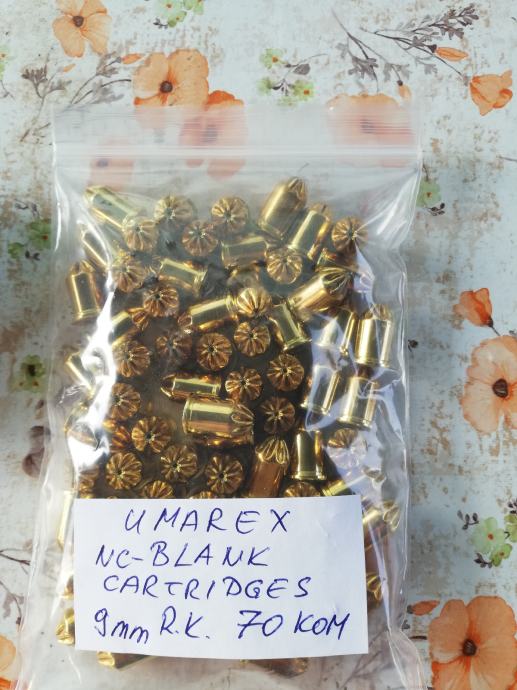 UMAREX
NC-BLANK
CARTRIDGES
9mm R.K. 70 KOM